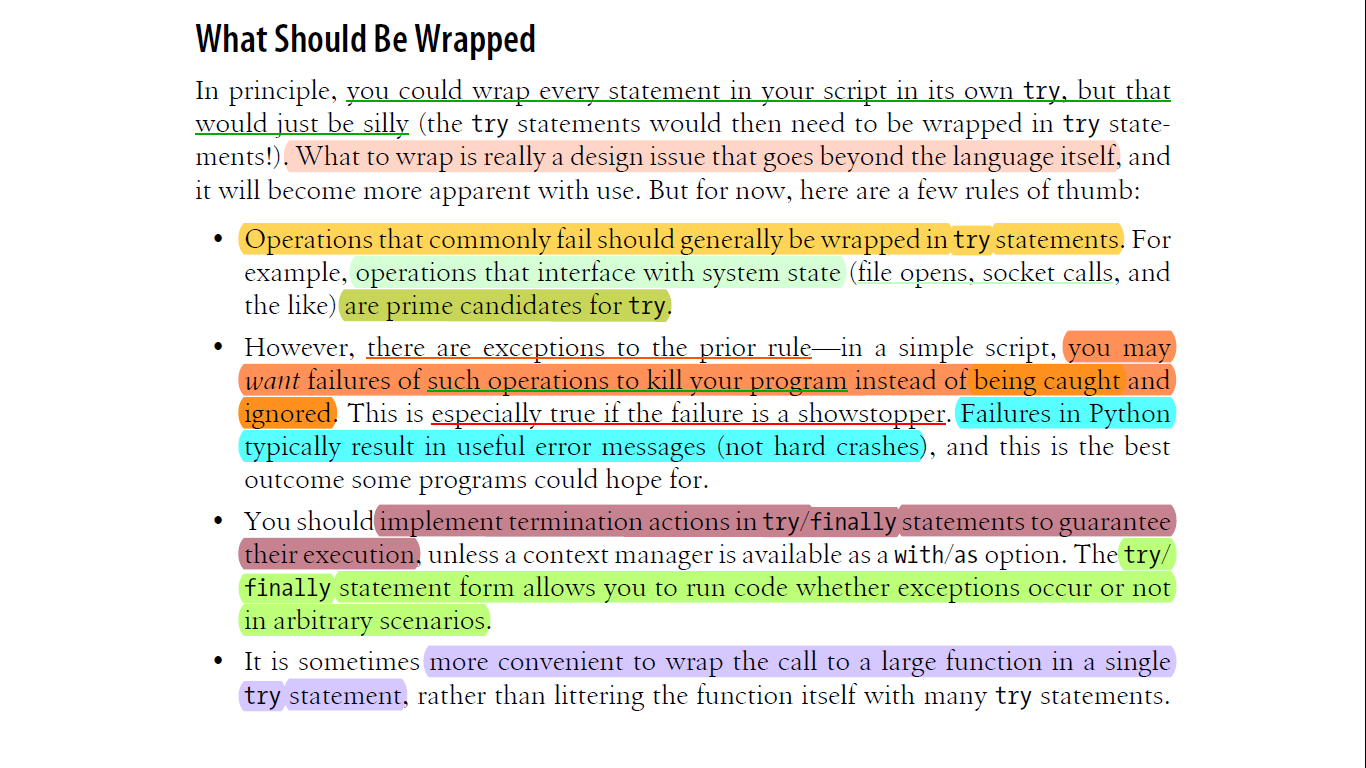 What Should Be Wrapped
In principle, you could wrap every statement in your script in its own try, but that
would just be silly (the try statements would then need to be wrapped in try state-
ments!). What to wrap is really a design issue that goes beyond the language itself, and
it will become more apparent with use. But for now, here are a few rules of thumb:
• Operations that commonly fail should generally be wrapped in try statements. For
example, operations that interface with system state (file opens, socket calls, and
the like) are prime candidates for try.
• However, there are exceptions to the prior rule—in a simple script, you may
want failures of such operations to kill your program instead of being caught and
ignored. This is especially true if the failure is a showstopper. Failures in Python
typically result in useful error messages (not hard crashes), and this is the best
outcome some programs could hope for.
• You should implement termination actions in try/finally statements to guarantee
their execution, unless a context manager is available as a with/as option. The try/
finally statement form allows you to run code whether exceptions occur or not
in arbitrary scenarios.
• It is sometimes more convenient to wrap the call to a large function in a single
try statement, rather than littering the function itself with many try statements.